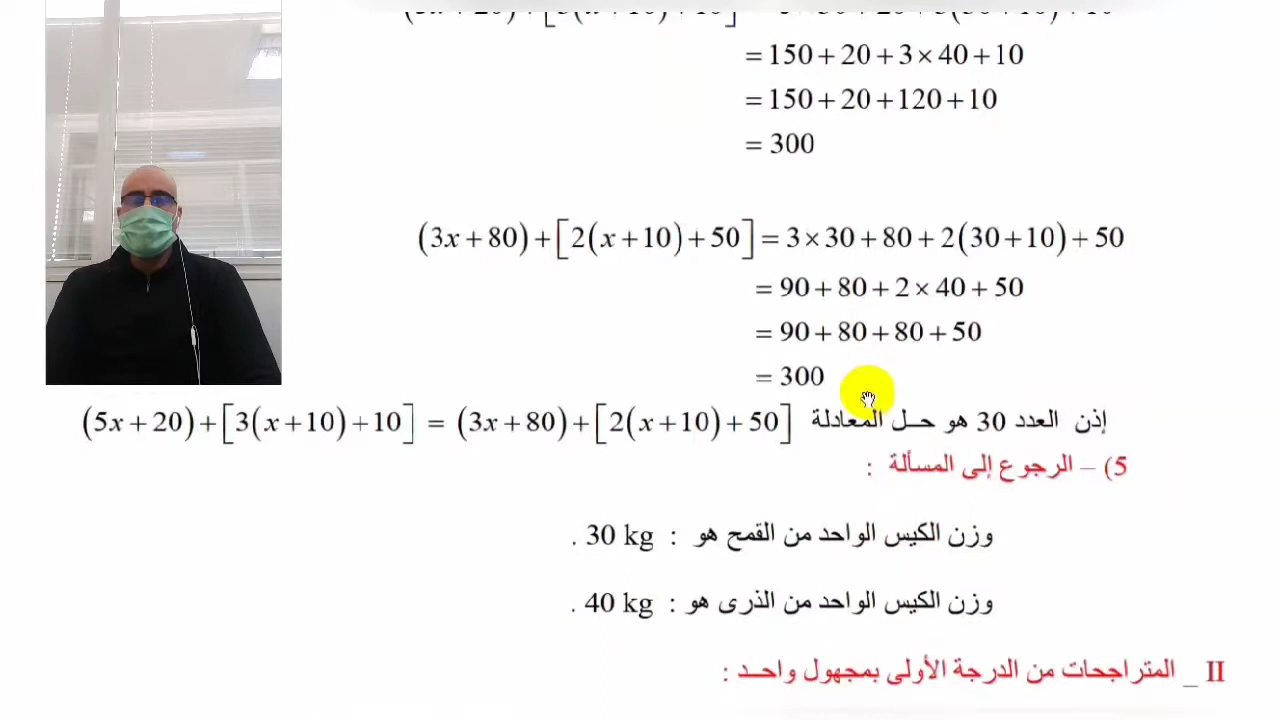 = 150 + 20 + 3 × 40 + 10
= 150 + 20 + 120 + 10
= 300
(3x + 80) + [2(x + 10) + 50] = 3 × 30 + 80 + 2(30 + 10) + 50
= 90 + 80 + 2 × 40 + 50
= 90 + 80 + 80 + 50
= 300
إذن العدد 30 هو حـل المعادلة (5x + 20) + [3(x + 10) + 10] = (3x + 80) + [2(x + 10) + 50]
5) – الرجوع إلى المسألة :
وزن الكيس الواحد من القمح هو : 30 kg .
وزن الكيس الواحد من الذرى هو : 40 kg .
II _ المتراجحات من الدرجة الأولى بمجهول واحـد :